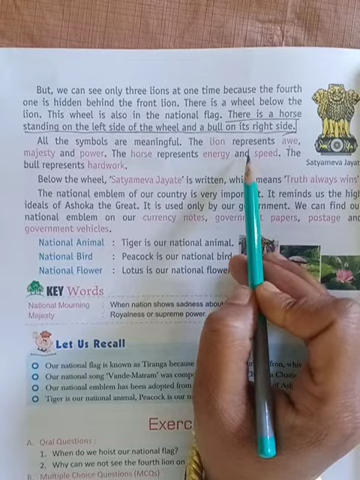 But, we can see only three lions at one time because the fourth
one is hidden behind the front lion. There is a wheel below the
lion. This wheel is also in the national flag. There is a horse
standing on the left side of the wheel and a bull on its right side.
All the symbols are meaningful. The lion represents awe,
majesty and power. The horse represents energy and speed. The
bull represents hardwork.
Satyameva Jayat
Below the wheel, 'Satyameva Jayate' is written, which means 'Truth always wins'
The national emblem of our country is very important. It reminds us the high
ideals of Ashoka the Great. It is used only by our government. We can find our
national emblem on our currency notes, government papers, postage and
government vehicles.
National Animal : Tiger is our national animal.
National Bird : Peacock is our national bird.
National Flower : Lotus is our national flower
KEY Words
National Mourning : When nation shows sadness about
Majesty : Royalness or supreme power.
Let Us Recall
Our national flag is known as Tiranga because fron, whi
Our national song 'Vande-Matram' was comp
Our national emblem has been adopted from of As
Tiger is our national animal, Peacock is our n
Exerc
A. Oral Questions :
1. When do we hoist our national flag?
2. Why can we not see the fourth lion on
B. Multiple Choice Questions (MCQs)